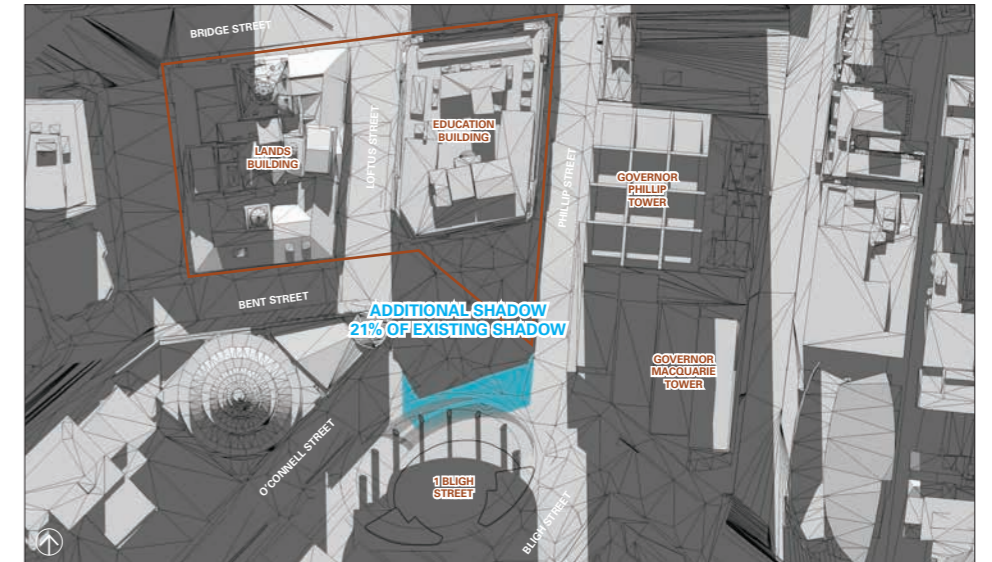 BRIDGE STREET
LOFTUS STREET
EDUCATION
BUILDING
LANDS
BUILDING
PHILLIP STREET
GOVERNOR
PHILLIP
TOWER
BENT STREET
ADDITIONAL SHADOW
21% OF EXISTING SHADOW
GOVERNOR
MACQUARIE
TOWER
O'CONNELL STREET
1 BLIGH
STREET
BLIGH STREET